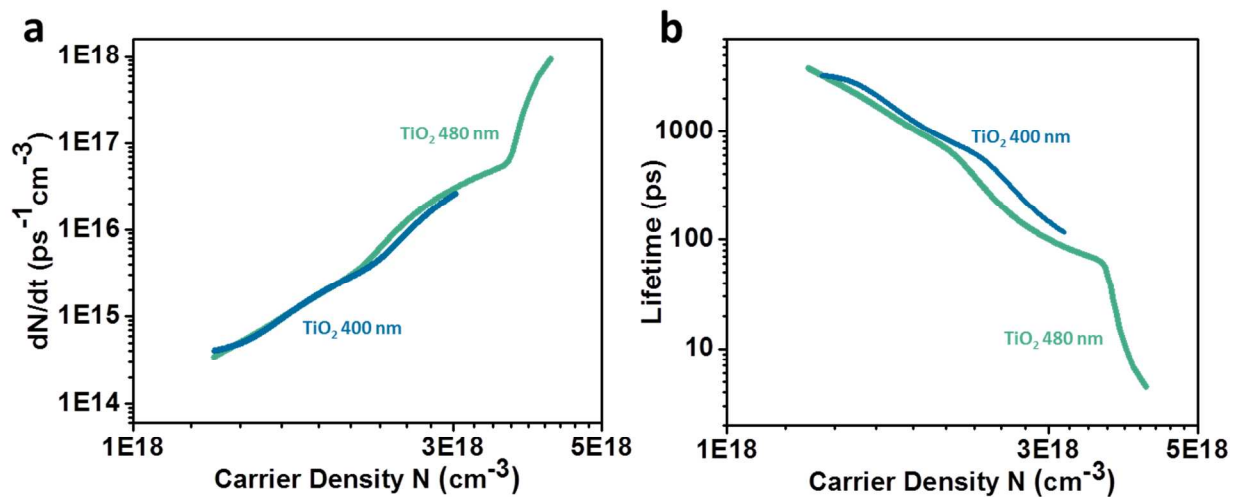 a
dN/dt (ps⁻¹cm⁻³)
1E18
1E17
1E16
1E15
1E14
TiO₂ 480 nm
TiO₂ 400 nm
1E18 3E18 5E18
Carrier Density N (cm⁻³)
b
Lifetime (ps)
1000
100
10
TiO₂ 400 nm
TiO₂ 480 nm
1E18 3E18 5E18
Carrier Density N (cm⁻³)